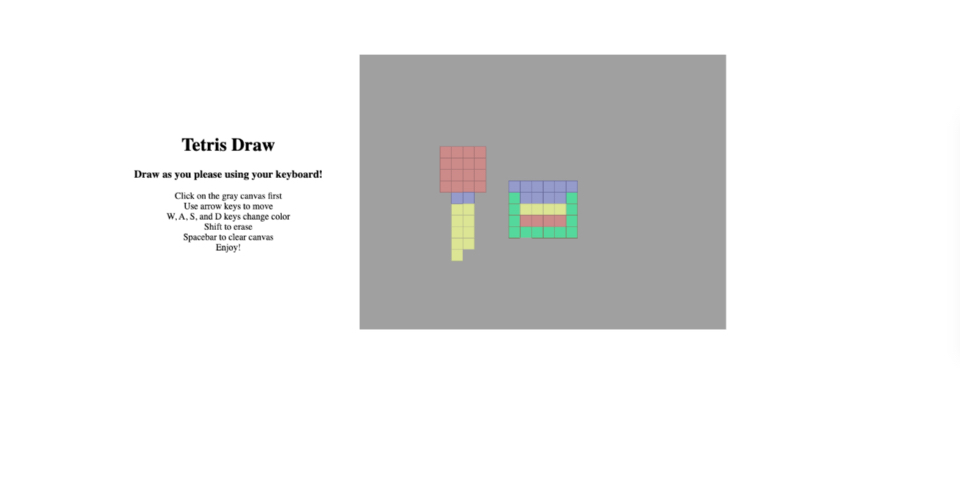 Tetris Draw
Draw as you please using your keyboard!
Click on the gray canvas first
Use arrow keys to move
W, A, S, and D keys change color
Shift to erase
Spacebar to clear canvas
Enjoy!